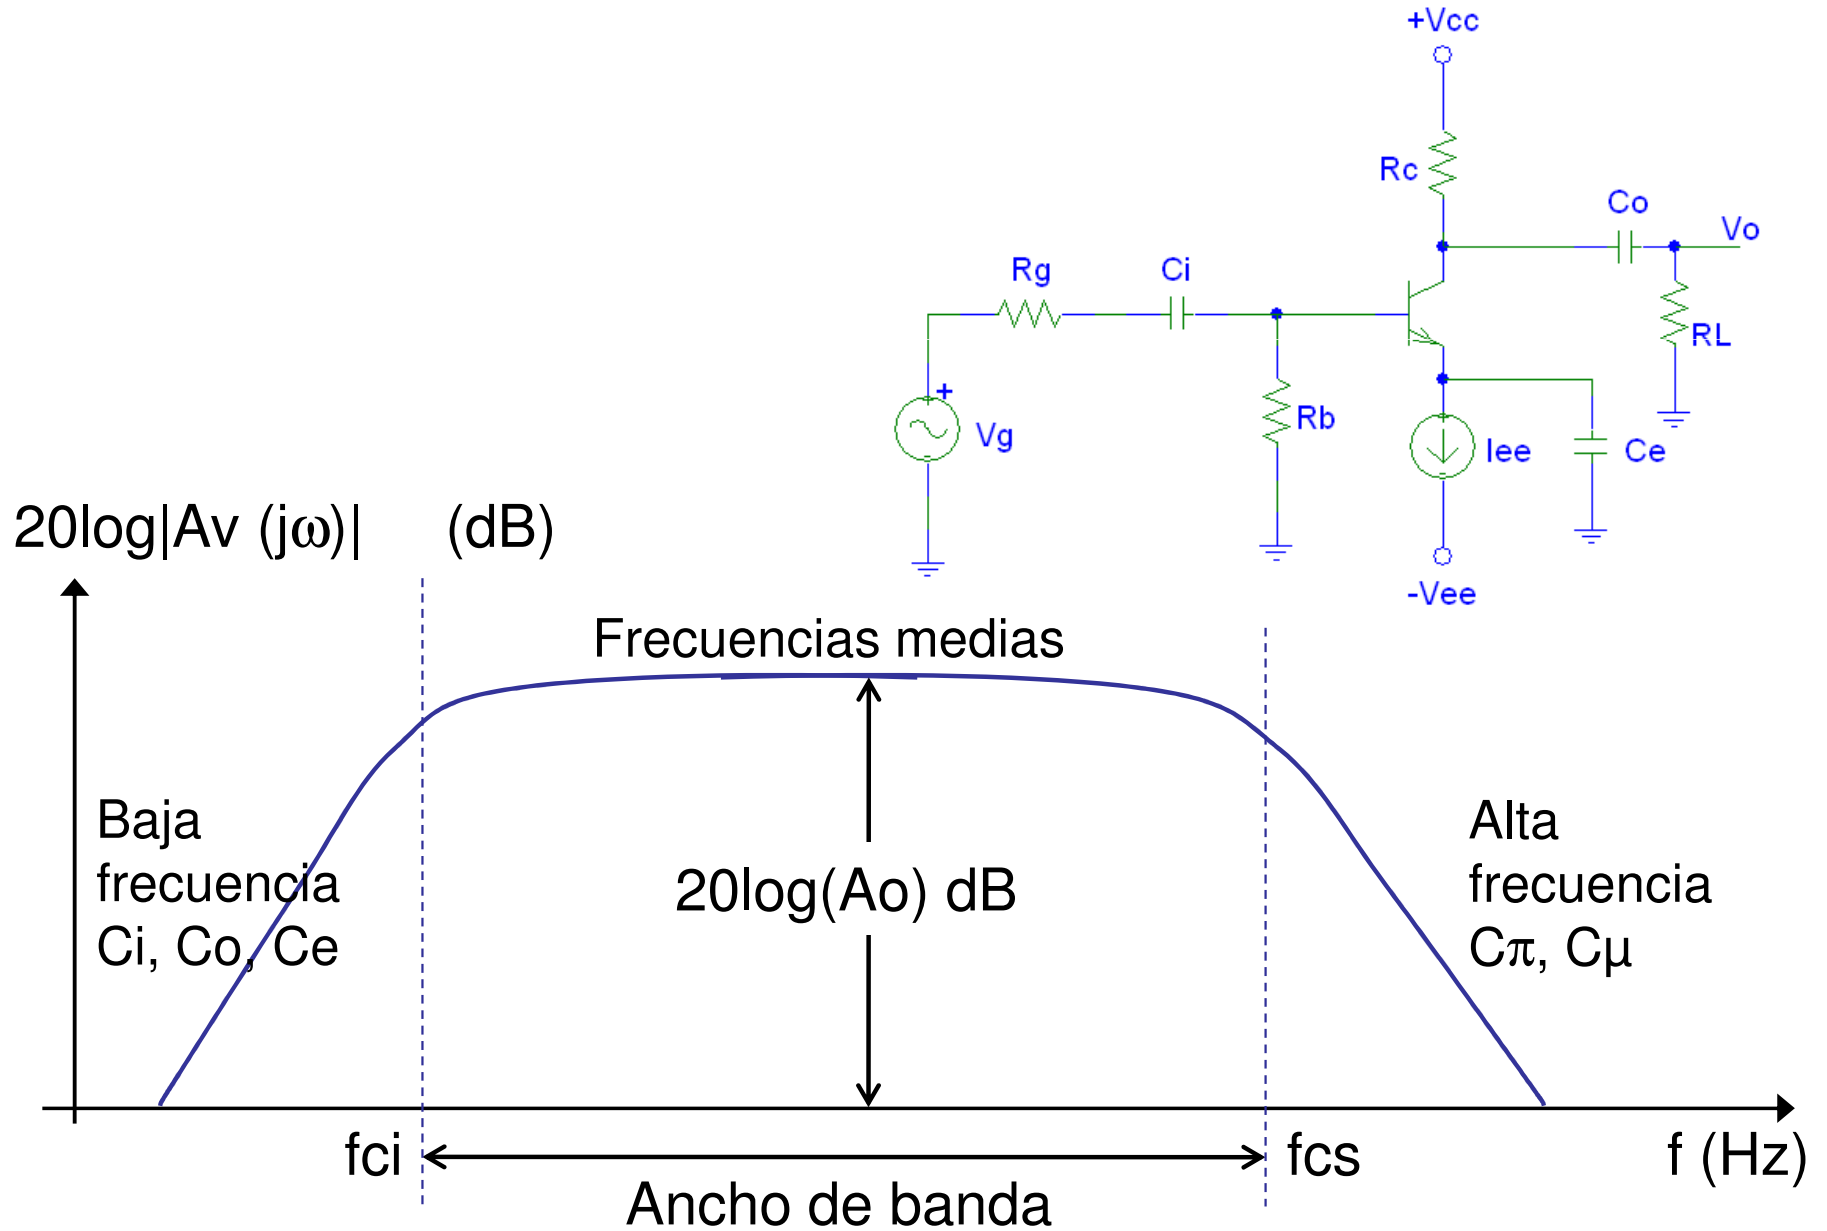 +Vcc
Rc
Co
Vo
Rg
Ci
RL
+
Vg
Rb
Iee
Ce
-Vee
20log|Av (jω)| (dB)
Frecuencias medias
Baja
frecuencia
Ci, Co, Ce
20log(Ao) dB
Alta
frecuencia
Cπ, Cμ
fci
fcs
f (Hz)
Ancho de banda